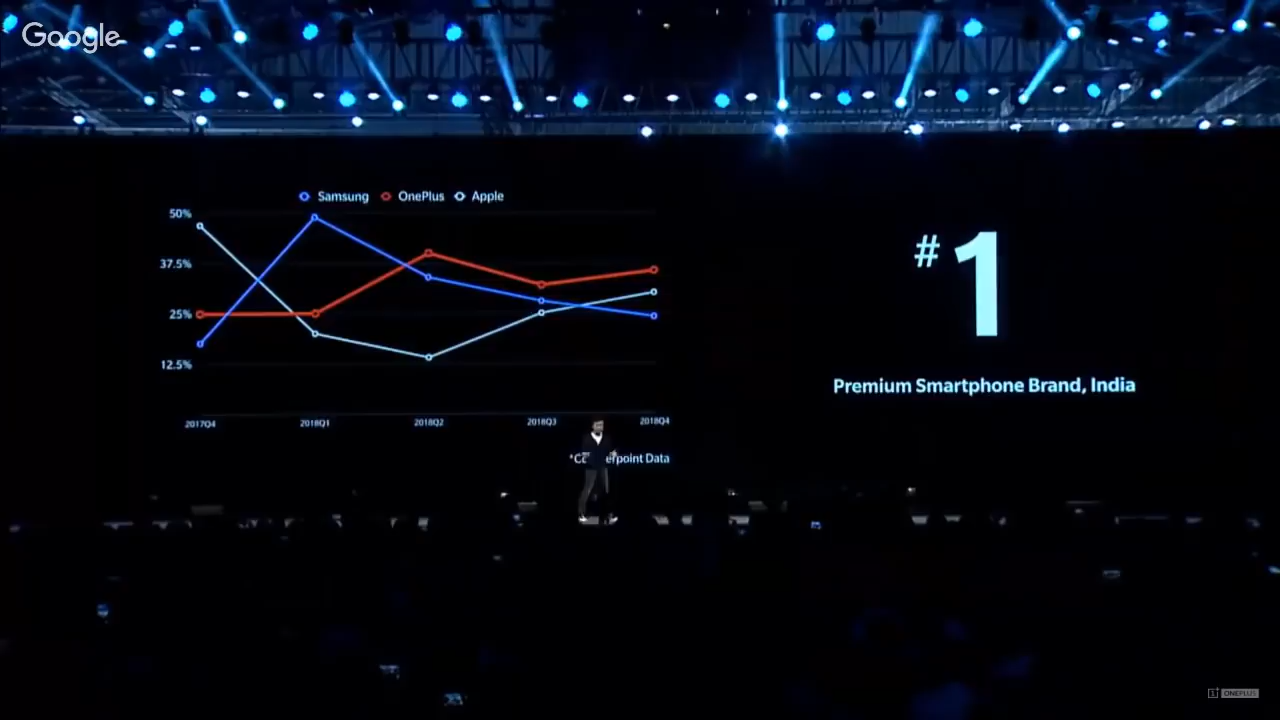 Google
Samsung OnePlus Apple
50%
37.5%
25%
12.5%
2017Q4 2018Q1 2018Q2 2018Q3 2018Q4
#1
Premium Smartphone Brand, India
Data
ONEPLUS